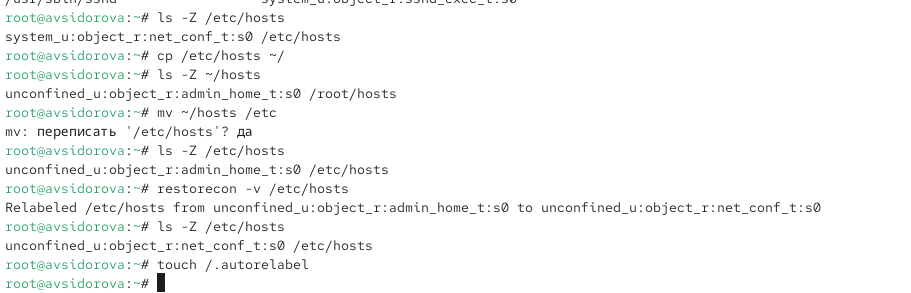 /usr/sbin/sshd system_u:object_r:sshd_exec_t:s0
root@avsidorova:~# ls -Z /etc/hosts
system_u:object_r:net_conf_t:s0 /etc/hosts
root@avsidorova:~# cp /etc/hosts ~/
root@avsidorova:~# ls -Z ~/hosts
unconfined_u:object_r:admin_home_t:s0 /root/hosts
root@avsidorova:~# mv ~/hosts /etc
mv: переписать '/etc/hosts'? да
root@avsidorova:~# ls -Z /etc/hosts
unconfined_u:object_r:admin_home_t:s0 /etc/hosts
root@avsidorova:~# restorecon -v /etc/hosts
Relabeled /etc/hosts from unconfined_u:object_r:admin_home_t:s0 to unconfined_u:object_r:net_conf_t:s0
root@avsidorova:~# ls -Z /etc/hosts
unconfined_u:object_r:net_conf_t:s0 /etc/hosts
root@avsidorova:~# touch /.autorelabel
root@avsidorova:~#